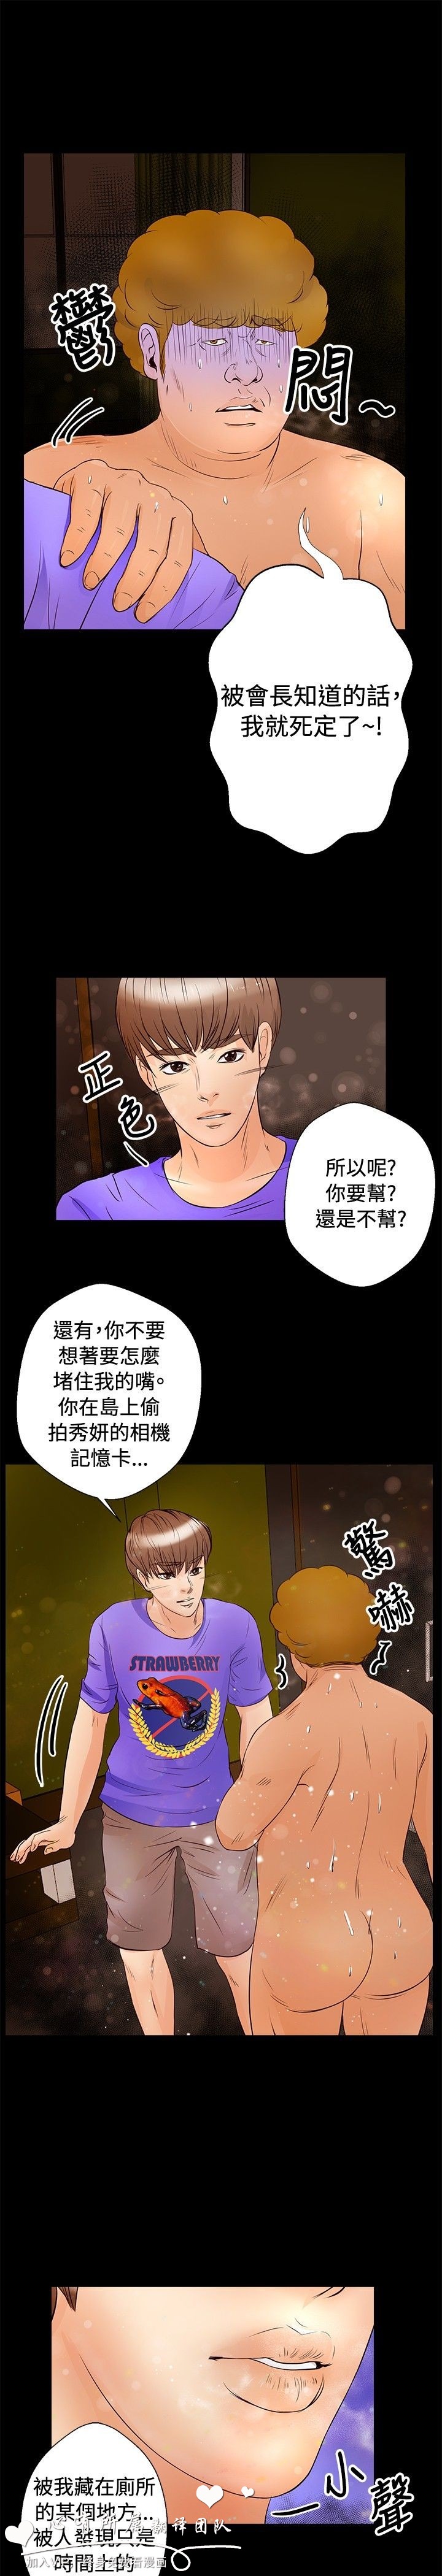 鬱
悶~
被會長知道的話,
我就死定了~!
正色
所以呢?
你要幫?
還是不幫?
還有,你不要
想著要怎麼
堵住我的嘴。
你在島上偷
拍秀妍的相機
記憶卡...
驚嚇
STRAWBERRY
小聲
被我藏在廁所
的某個地方...
被人發現只是
時間上的